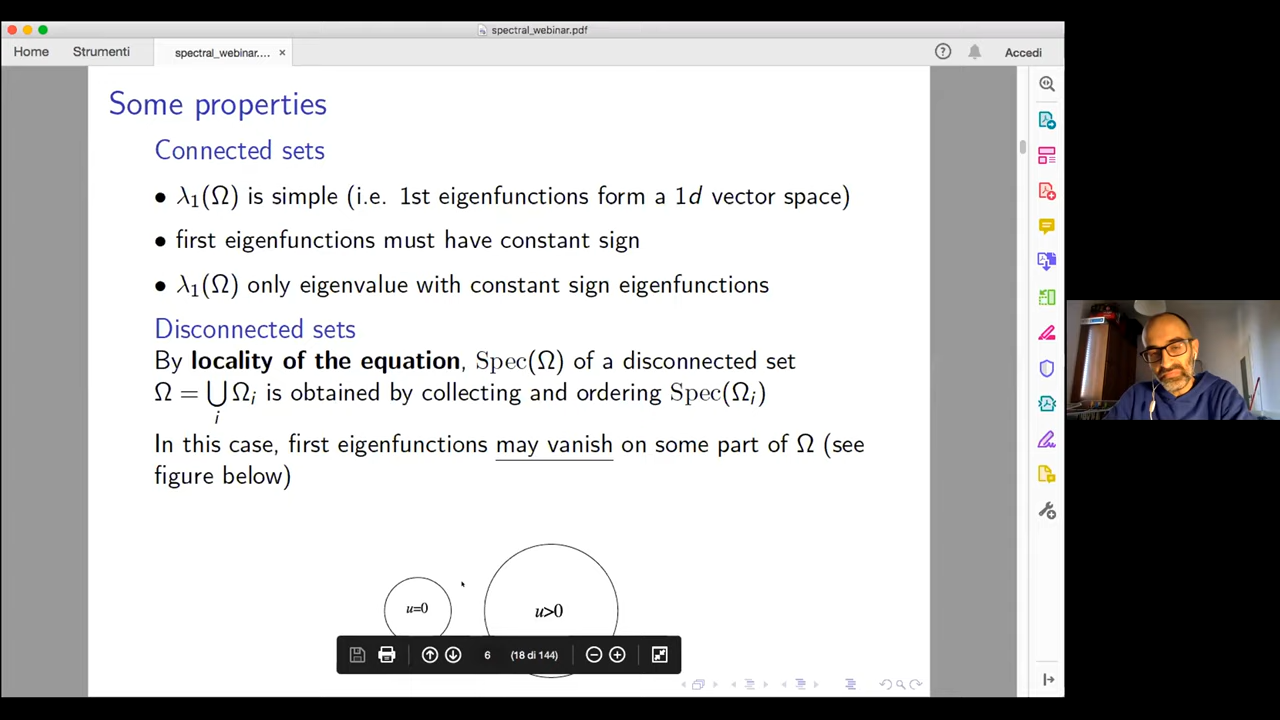 spectral_webinar.pdf
Home Strumenti spectral_webinar.... × Accedi
Some properties
Connected sets
• λ₁(Ω) is simple (i.e. 1st eigenfunctions form a 1d vector space)
• first eigenfunctions must have constant sign
• λ₁(Ω) only eigenvalue with constant sign eigenfunctions
Disconnected sets
By locality of the equation, Spec(Ω) of a disconnected set
Ω = ⋃ Ωᵢ is obtained by collecting and ordering Spec(Ωᵢ)
i
In this case, first eigenfunctions may vanish on some part of Ω (see
figure below)
u=0 u>0
6 (18 di 144)